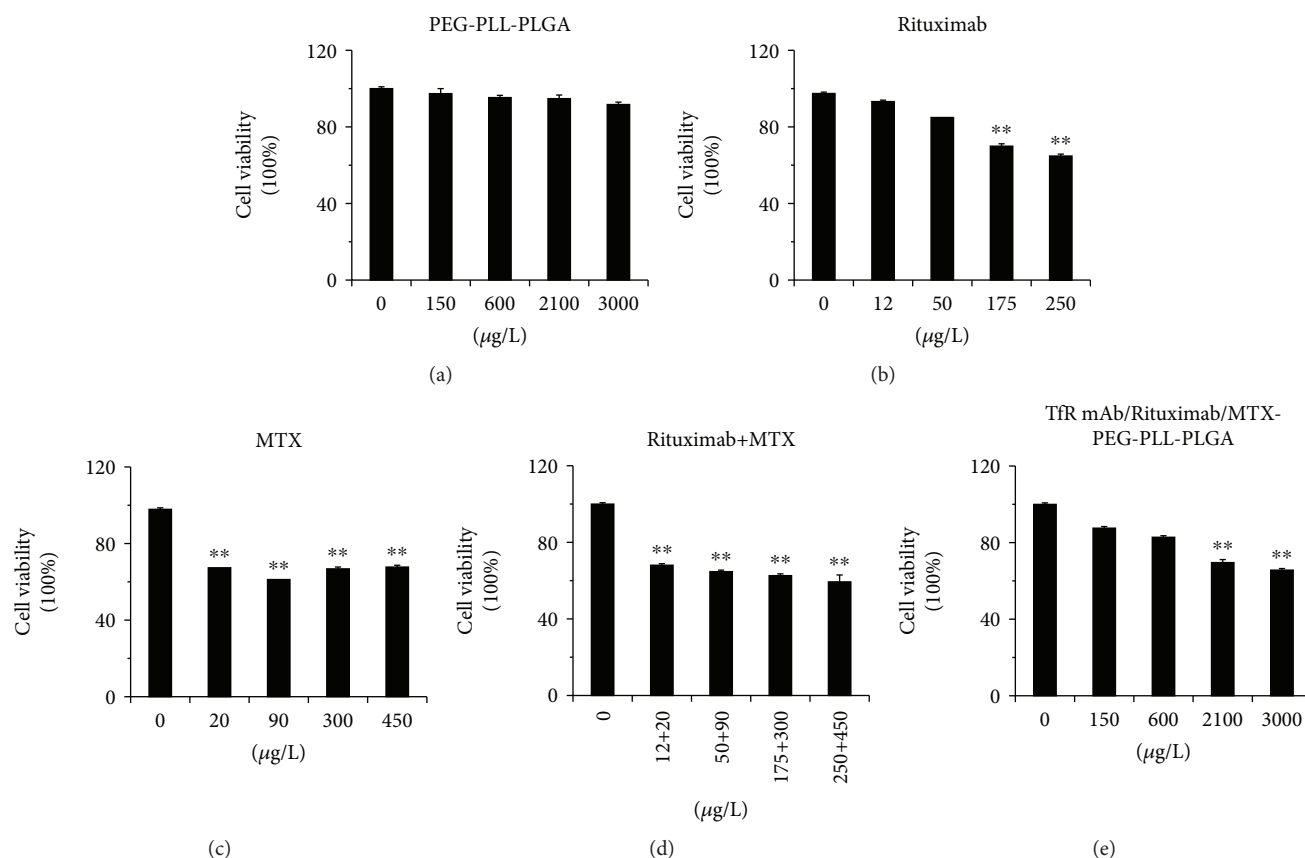 PEG-PLL-PLGA
120
80
40
0
Cell viability
(100%)
0 150 600 2100 3000
(μg/L)
(a)
Rituximab
120
80
40
0
Cell viability
(100%)
** **
0 12 50 175 250
(μg/L)
(b)
MTX
120
80
40
0
Cell viability
(100%)
** ** ** **
0 20 90 300 450
(μg/L)
(c)
Rituximab+MTX
120
80
40
0
Cell viability
(100%)
** ** ** **
0 12+20 50+90 175+300 250+450
(μg/L)
(d)
TfR mAb/Rituximab/MTX-
PEG-PLL-PLGA
120
80
40
0
Cell viability
(100%)
** **
0 150 600 2100 3000
(μg/L)
(e)